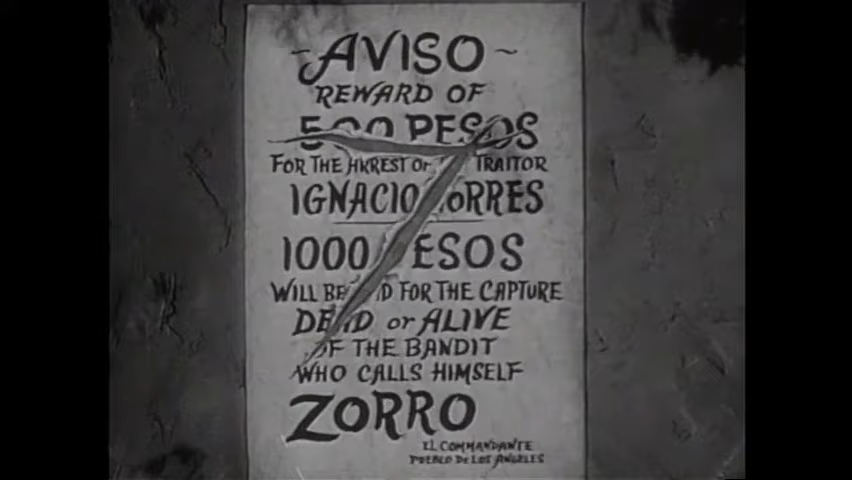 -AVISO~
REWARD OF
500 PESOS
FOR THE ARREST OF TRAITOR
IGNACIO TORRES
1000 PESOS
WILL BE PAID FOR THE CAPTURE
DEAD or ALIVE
OF THE BANDIT
WHO CALLS HIMSELF
ZORRO
EL COMMANDANTE
PUEBLO DE LOS ANGELES